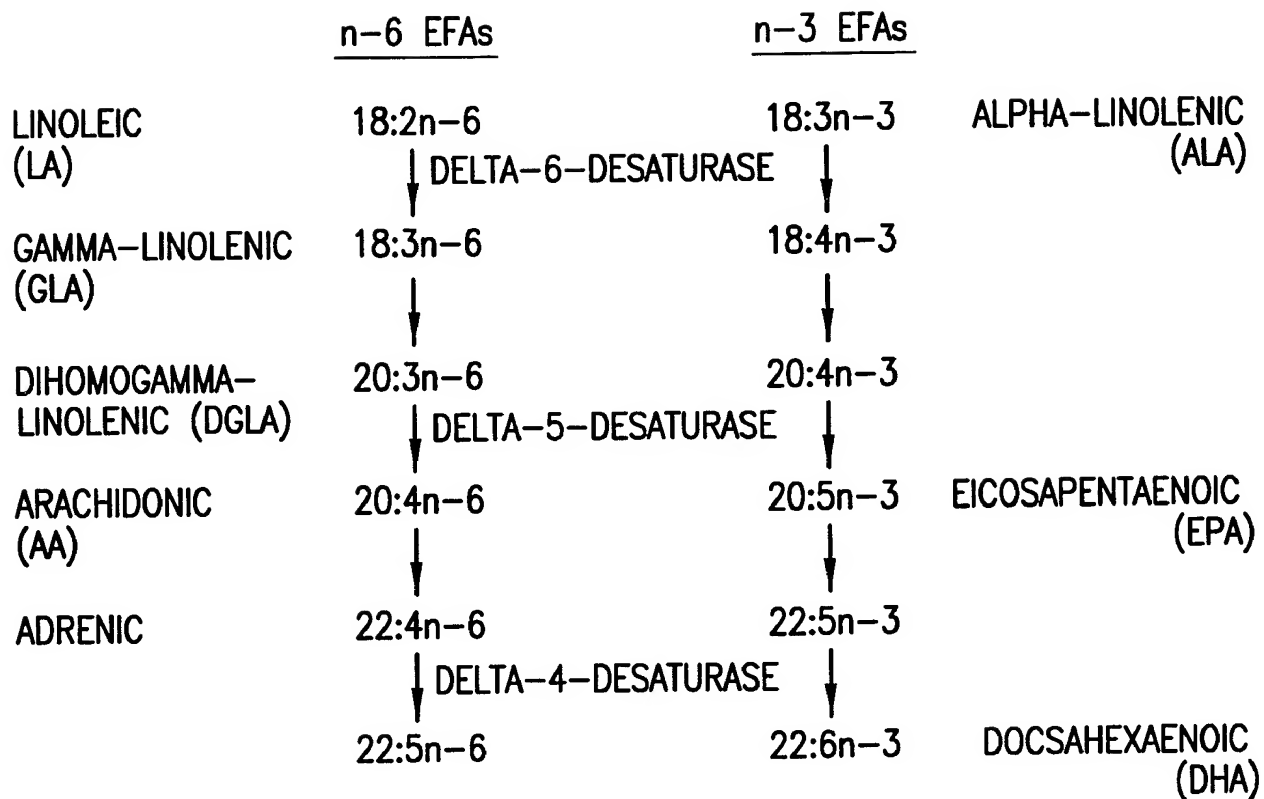 n-6 EFAs n-3 EFAs
LINOLEIC 18:2n-6 18:3n-3 ALPHA-LINOLENIC
(LA) DELTA-6-DESATURASE (ALA)
GAMMA-LINOLENIC 18:3n-6 18:4n-3
(GLA)
DIHOMOGAMMA- 20:3n-6 20:4n-3
LINOLENIC (DGLA) DELTA-5-DESATURASE
ARACHIDONIC 20:4n-6 20:5n-3 EICOSAPENTAENOIC
(AA) (EPA)
ADRENIC 22:4n-6 22:5n-3
DELTA-4-DESATURASE
22:5n-6 22:6n-3 DOCSAHEXAENOIC
(DHA)